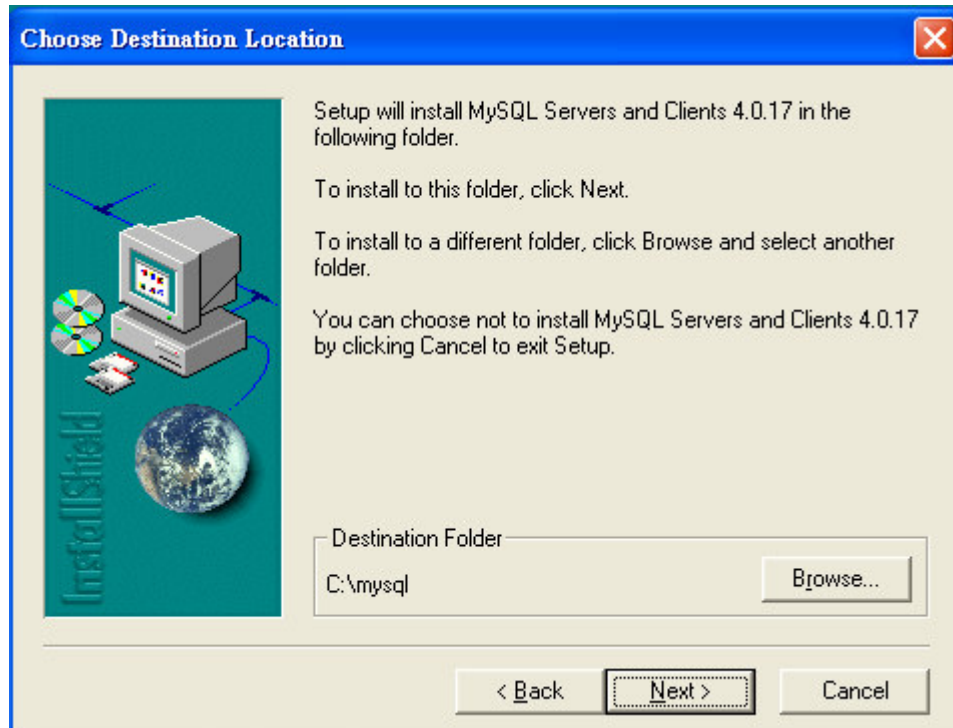 Choose Destination Location
Setup will install MySQL Servers and Clients 4.0.17 in the
following folder.
To install to this folder, click Next.
To install to a different folder, click Browse and select another
folder.
You can choose not to install MySQL Servers and Clients 4.0.17
by clicking Cancel to exit Setup.
InstallShield
Destination Folder
C:\mysql
Browse...
< Back
Next >
Cancel